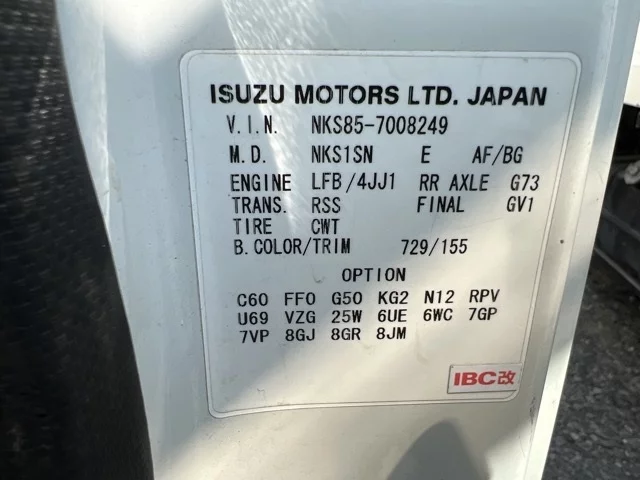 ISUZU MOTORS LTD. JAPAN
V.I.N. NKS85-7008249
M.D. NKS1SN E AF/BG
ENGINE LFB/4JJ1 RR AXLE G73
TRANS. RSS FINAL GV1
TIRE CWT
B.COLOR/TRIM 729/155
OPTION
C60 FF0 G50 KG2 N12 RPV
U69 VZG 25W 6UE 6WC 7GP
7VP 8GJ 8GR 8JM
IBC改